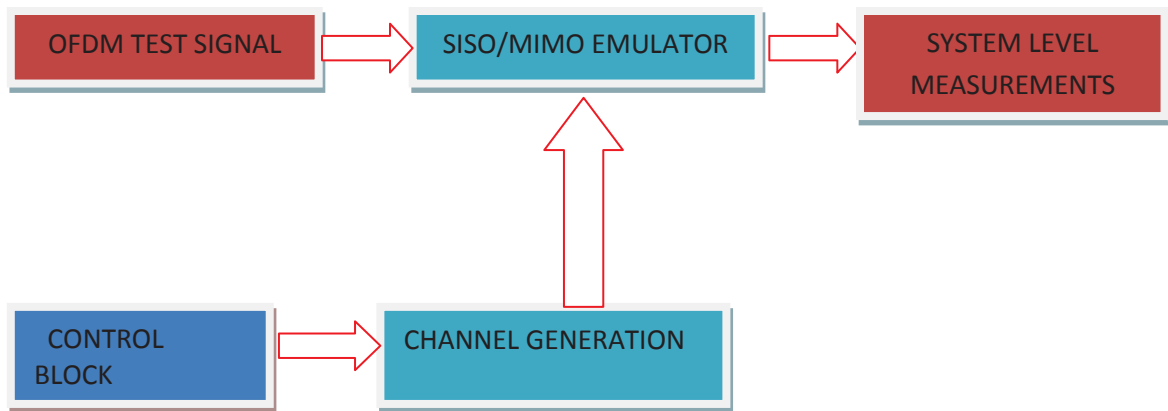 OFDM TEST SIGNAL
SISO/MIMO EMULATOR
SYSTEM LEVEL
MEASUREMENTS
CONTROL
BLOCK
CHANNEL GENERATION